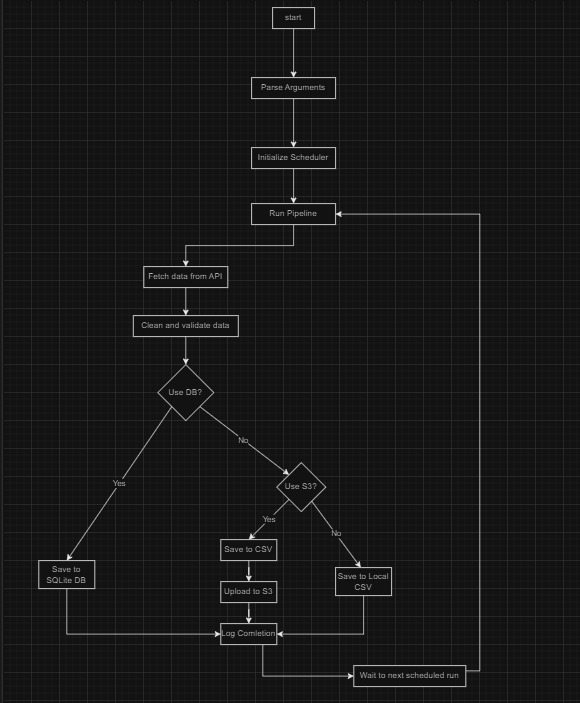 start
Parse Arguments
Initialize Scheduler
Run Pipeline
Fetch data from API
Clean and validate data
Use DB?
No
Yes
Use S3?
Yes
No
Save to CSV
Save to
SQLite DB
Save to Local
CSV
Upload to S3
Log Comletion
Wait to next scheduled run